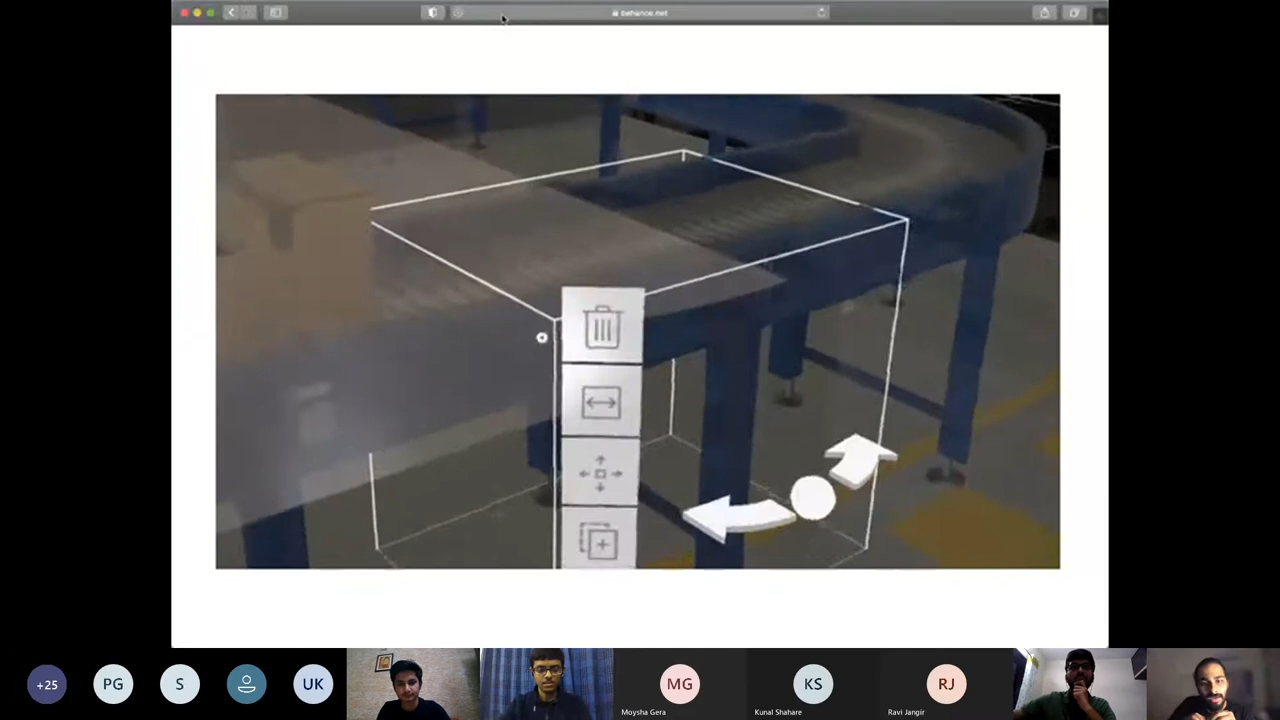 behance.net
+25
PG
S
UK
MG
Moysha Gera
KS
Kunal Shahare
RJ
Ravi Jangir